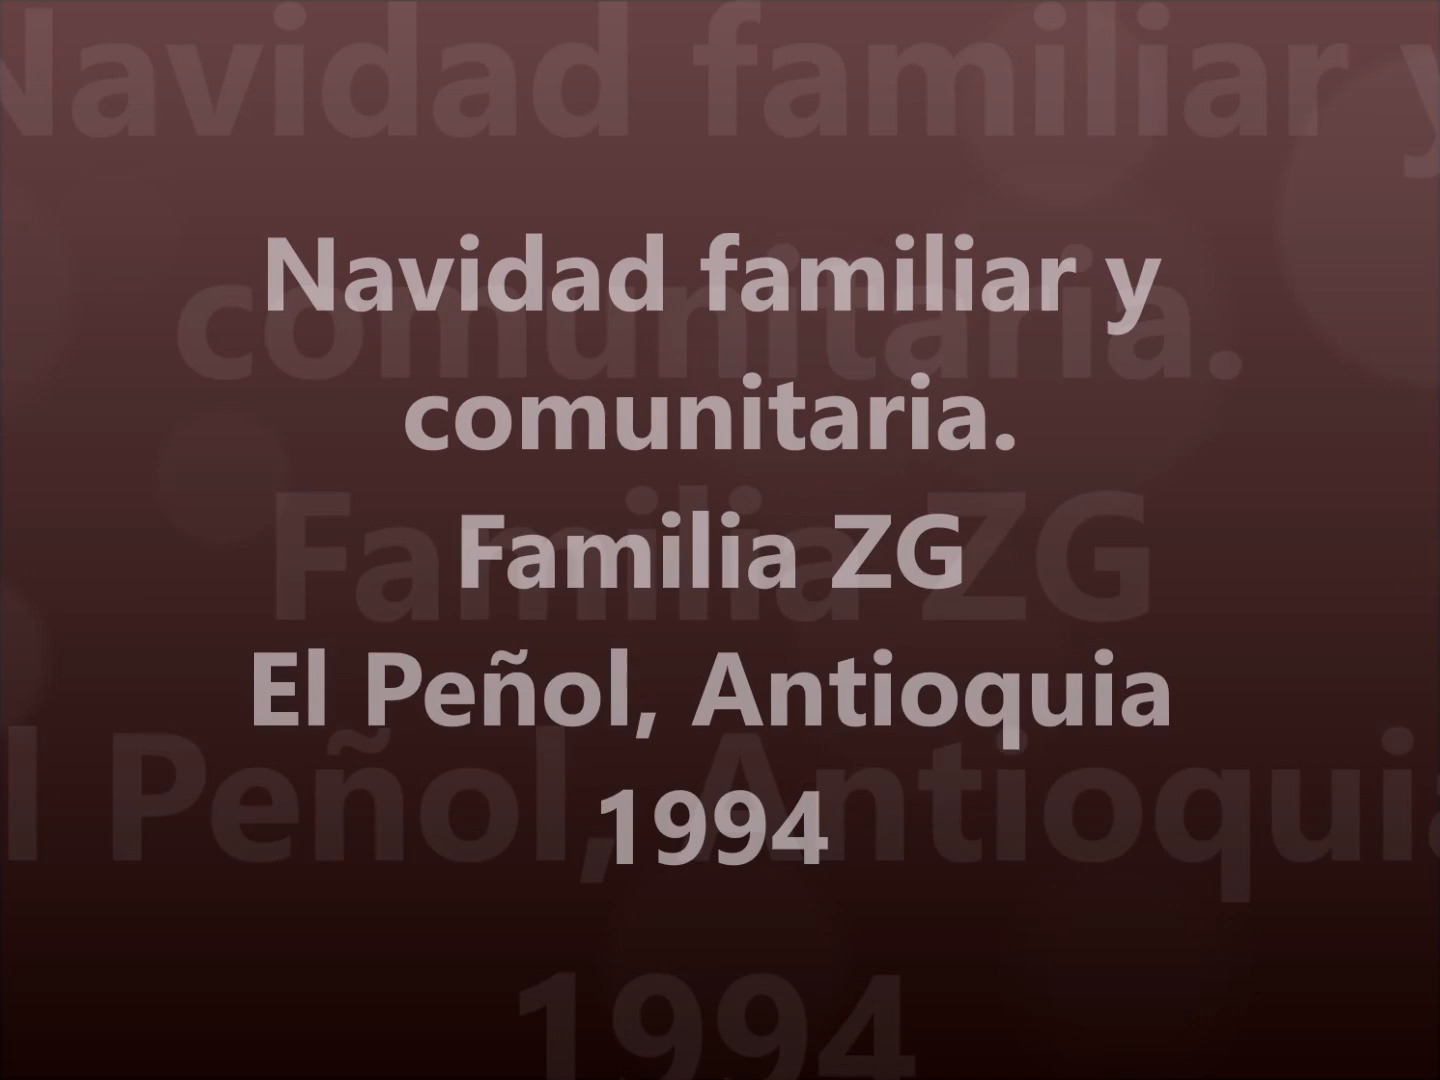 Navidad familiar y
comunitaria.
Familia ZG
El Peñol, Antioquia
1994